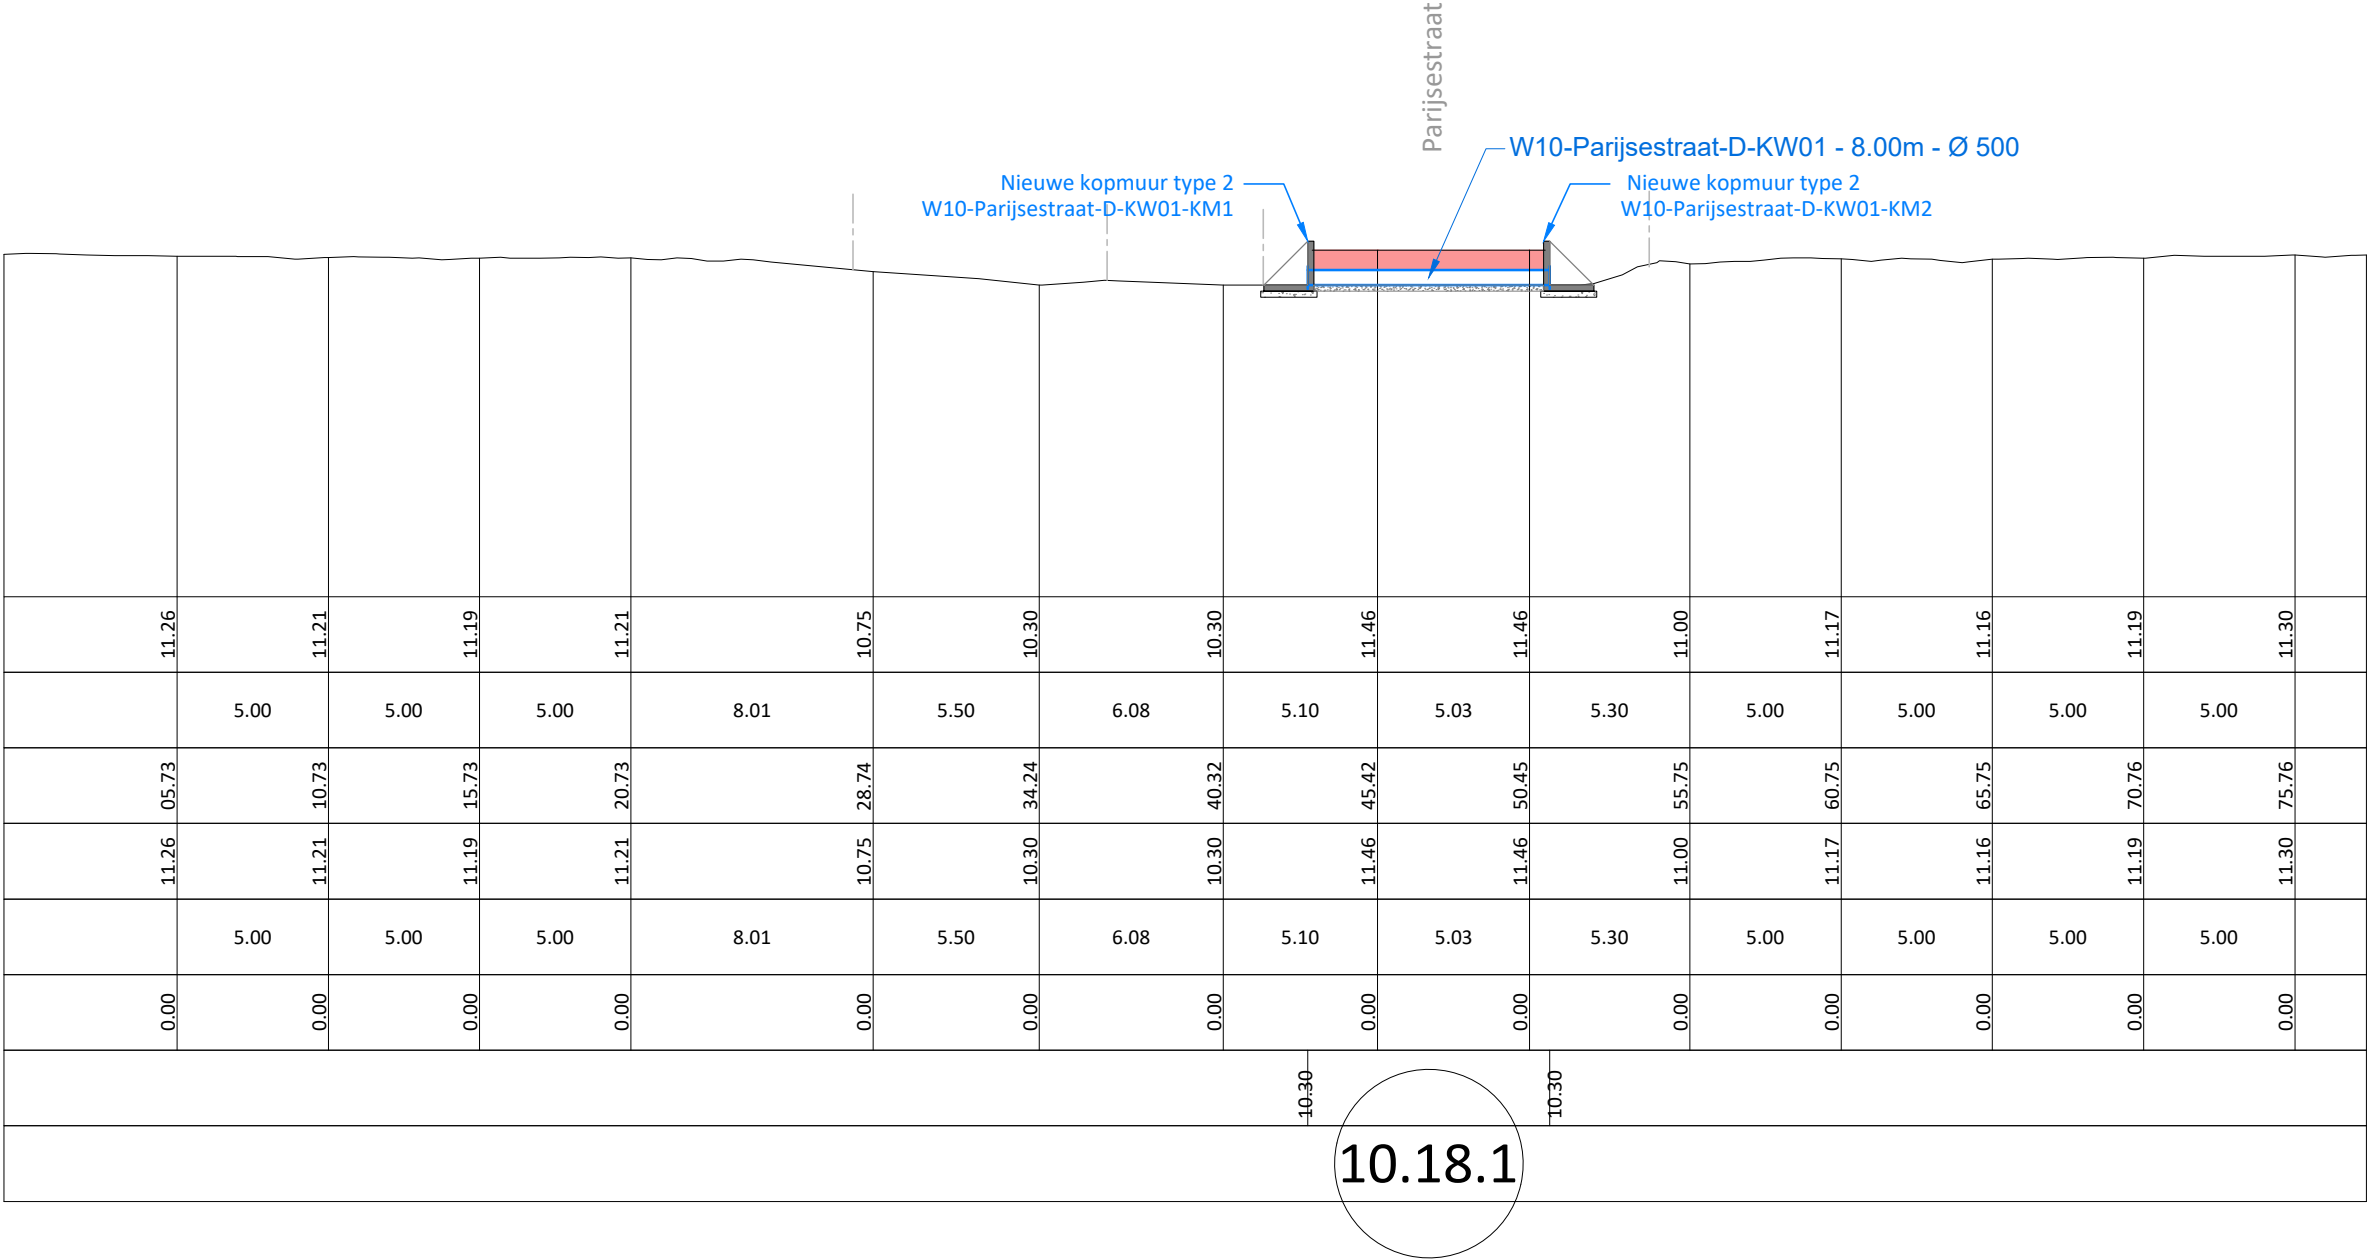 Parijsestraat
W10-Parijsestraat-D-KW01 - 8.00m - Ø 500
Nieuwe kopmuur type 2
W10-Parijsestraat-D-KW01-KM1
Nieuwe kopmuur type 2
W10-Parijsestraat-D-KW01-KM2
11.26 11.21 11.19 11.21 10.75 10.30 10.30 11.46 11.46 11.00 11.17 11.16 11.19 11.30
5.00 5.00 5.00 8.01 5.50 6.08 5.10 5.03 5.30 5.00 5.00 5.00 5.00
05.73 10.73 15.73 20.73 28.74 34.24 40.32 45.42 50.45 55.75 60.75 65.75 70.76 75.76
11.26 11.21 11.19 11.21 10.75 10.30 10.30 11.46 11.46 11.00 11.17 11.16 11.19 11.30
5.00 5.00 5.00 8.01 5.50 6.08 5.10 5.03 5.30 5.00 5.00 5.00 5.00
0.00 0.00 0.00 0.00 0.00 0.00 0.00 0.00 0.00 0.00 0.00 0.00 0.00 0.00
10.30 10.30
10.18.1